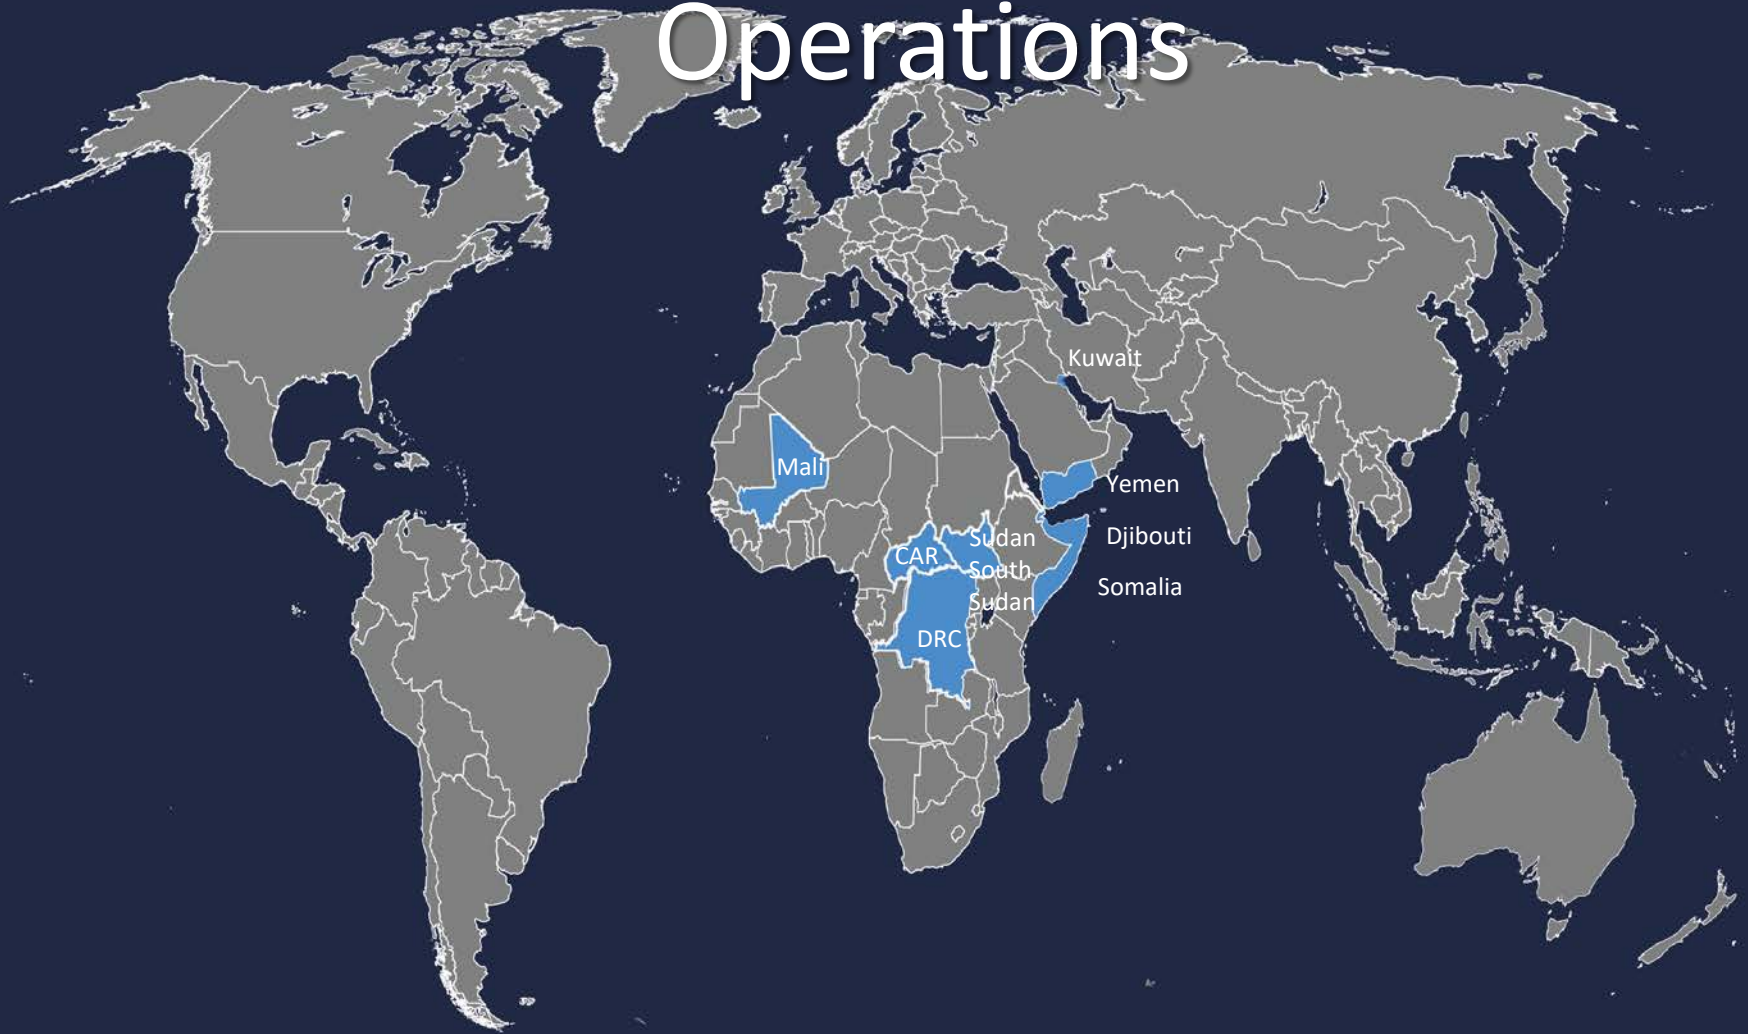 Operations
Kuwait
Mali
Yemen
Djibouti
Sudan
CAR
South
Somalia
Sudan
DRC